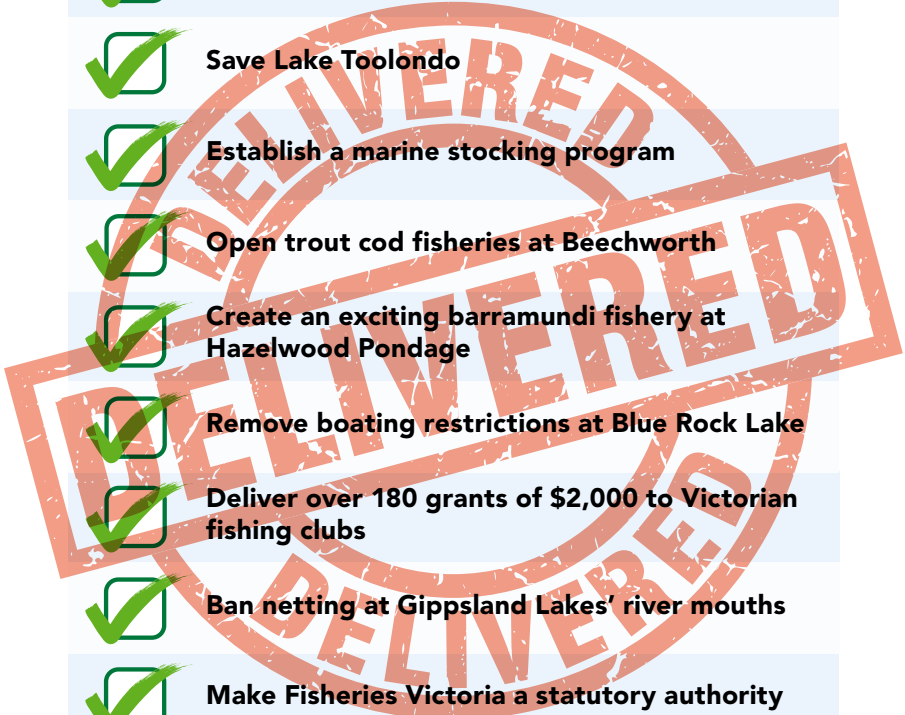 Save Lake Toolondo
Establish a marine stocking program
Open trout cod fisheries at Beechworth
Create an exciting barramundi fishery at
Hazelwood Pondage
Remove boating restrictions at Blue Rock Lake
Deliver over 180 grants of $2,000 to Victorian
fishing clubs
Ban netting at Gippsland Lakes’ river mouths
Make Fisheries Victoria a statutory authority
DELIVERED
DELIVERED
DELIVERED